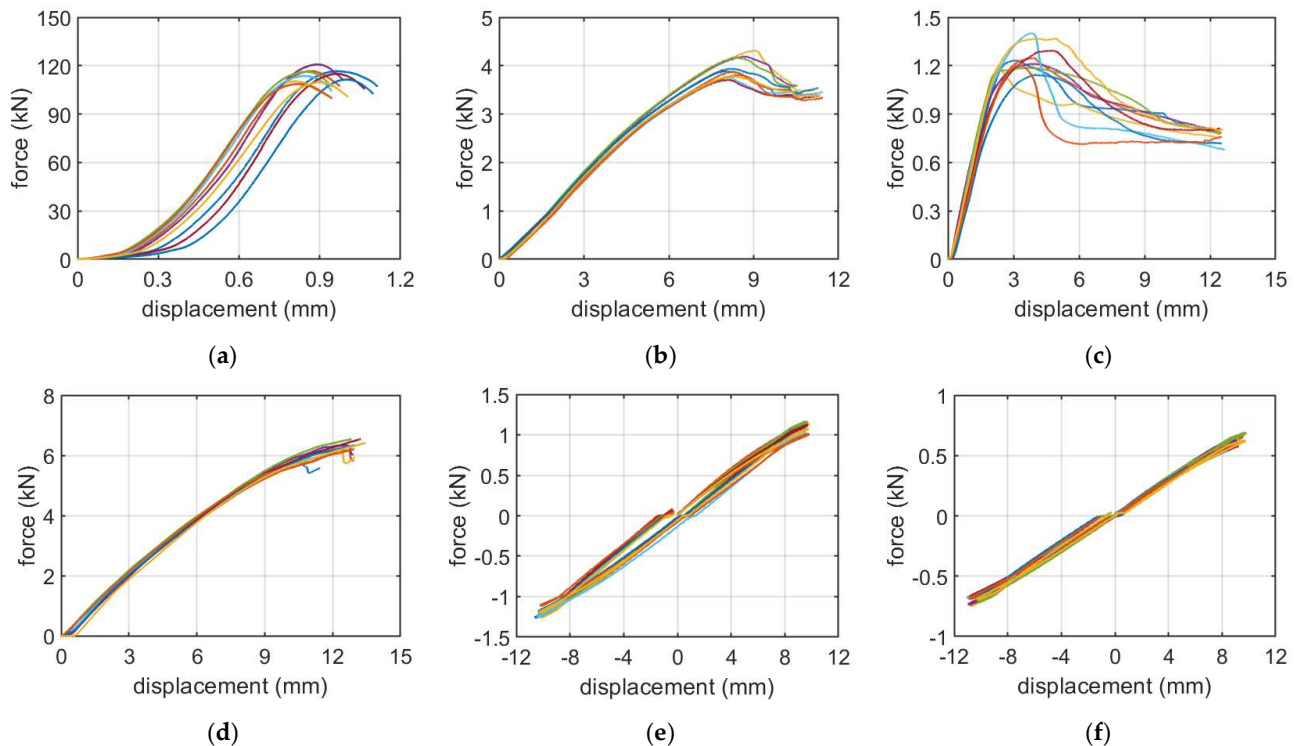 150
120
90
60
30
0
force (kN)
0 0.3 0.6 0.9 1.2
displacement (mm)
(a)
5
4
3
2
1
0
force (kN)
0 3 6 9 12
displacement (mm)
(b)
1.5
1.2
0.9
0.6
0.3
0
force (kN)
0 3 6 9 12 15
displacement (mm)
(c)
8
6
4
2
0
force (kN)
0 3 6 9 12 15
displacement (mm)
(d)
1.5
1
0.5
0
-0.5
-1
-1.5
force (kN)
-12 -8 -4 0 4 8 12
displacement (mm)
(e)
1
0.5
0
-0.5
-1
force (kN)
-12 -8 -4 0 4 8 12
displacement (mm)
(f)